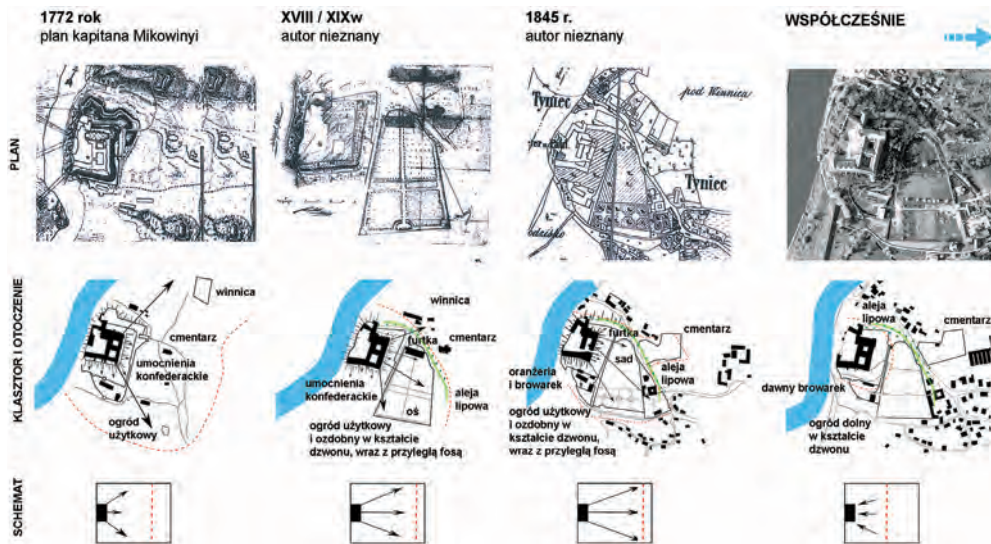 1772 rok
plan kapitana Mikowinyi
XVIII / XIXw
autor nieznany
1845 r.
autor nieznany
WSPÓŁCZEŚNIE
PLAN
Tyniec
pod Winnica
Tyniec
KLASZTOR I OTOCZENIE
winnica
cmentarz
umocnienia
konfederackie
ogród
użytkowy
winnica
furtka
cmentarz
umocnienia
konfederackie
oś
aleja
lipowa
ogród użytkowy
i ozdobny w kształcie
dzwonu, wraz z przyległą fosą
furtka
cmentarz
sad
oranżeria
i browarek
aleja
lipowa
ogród użytkowy
i ozdobny w
kształcie dzwonu,
wraz z przyległą fosą
aleja
lipowa
cmentarz
dawny browarek
ogród dolny
w kształcie
dzwonu
SCHEMAT